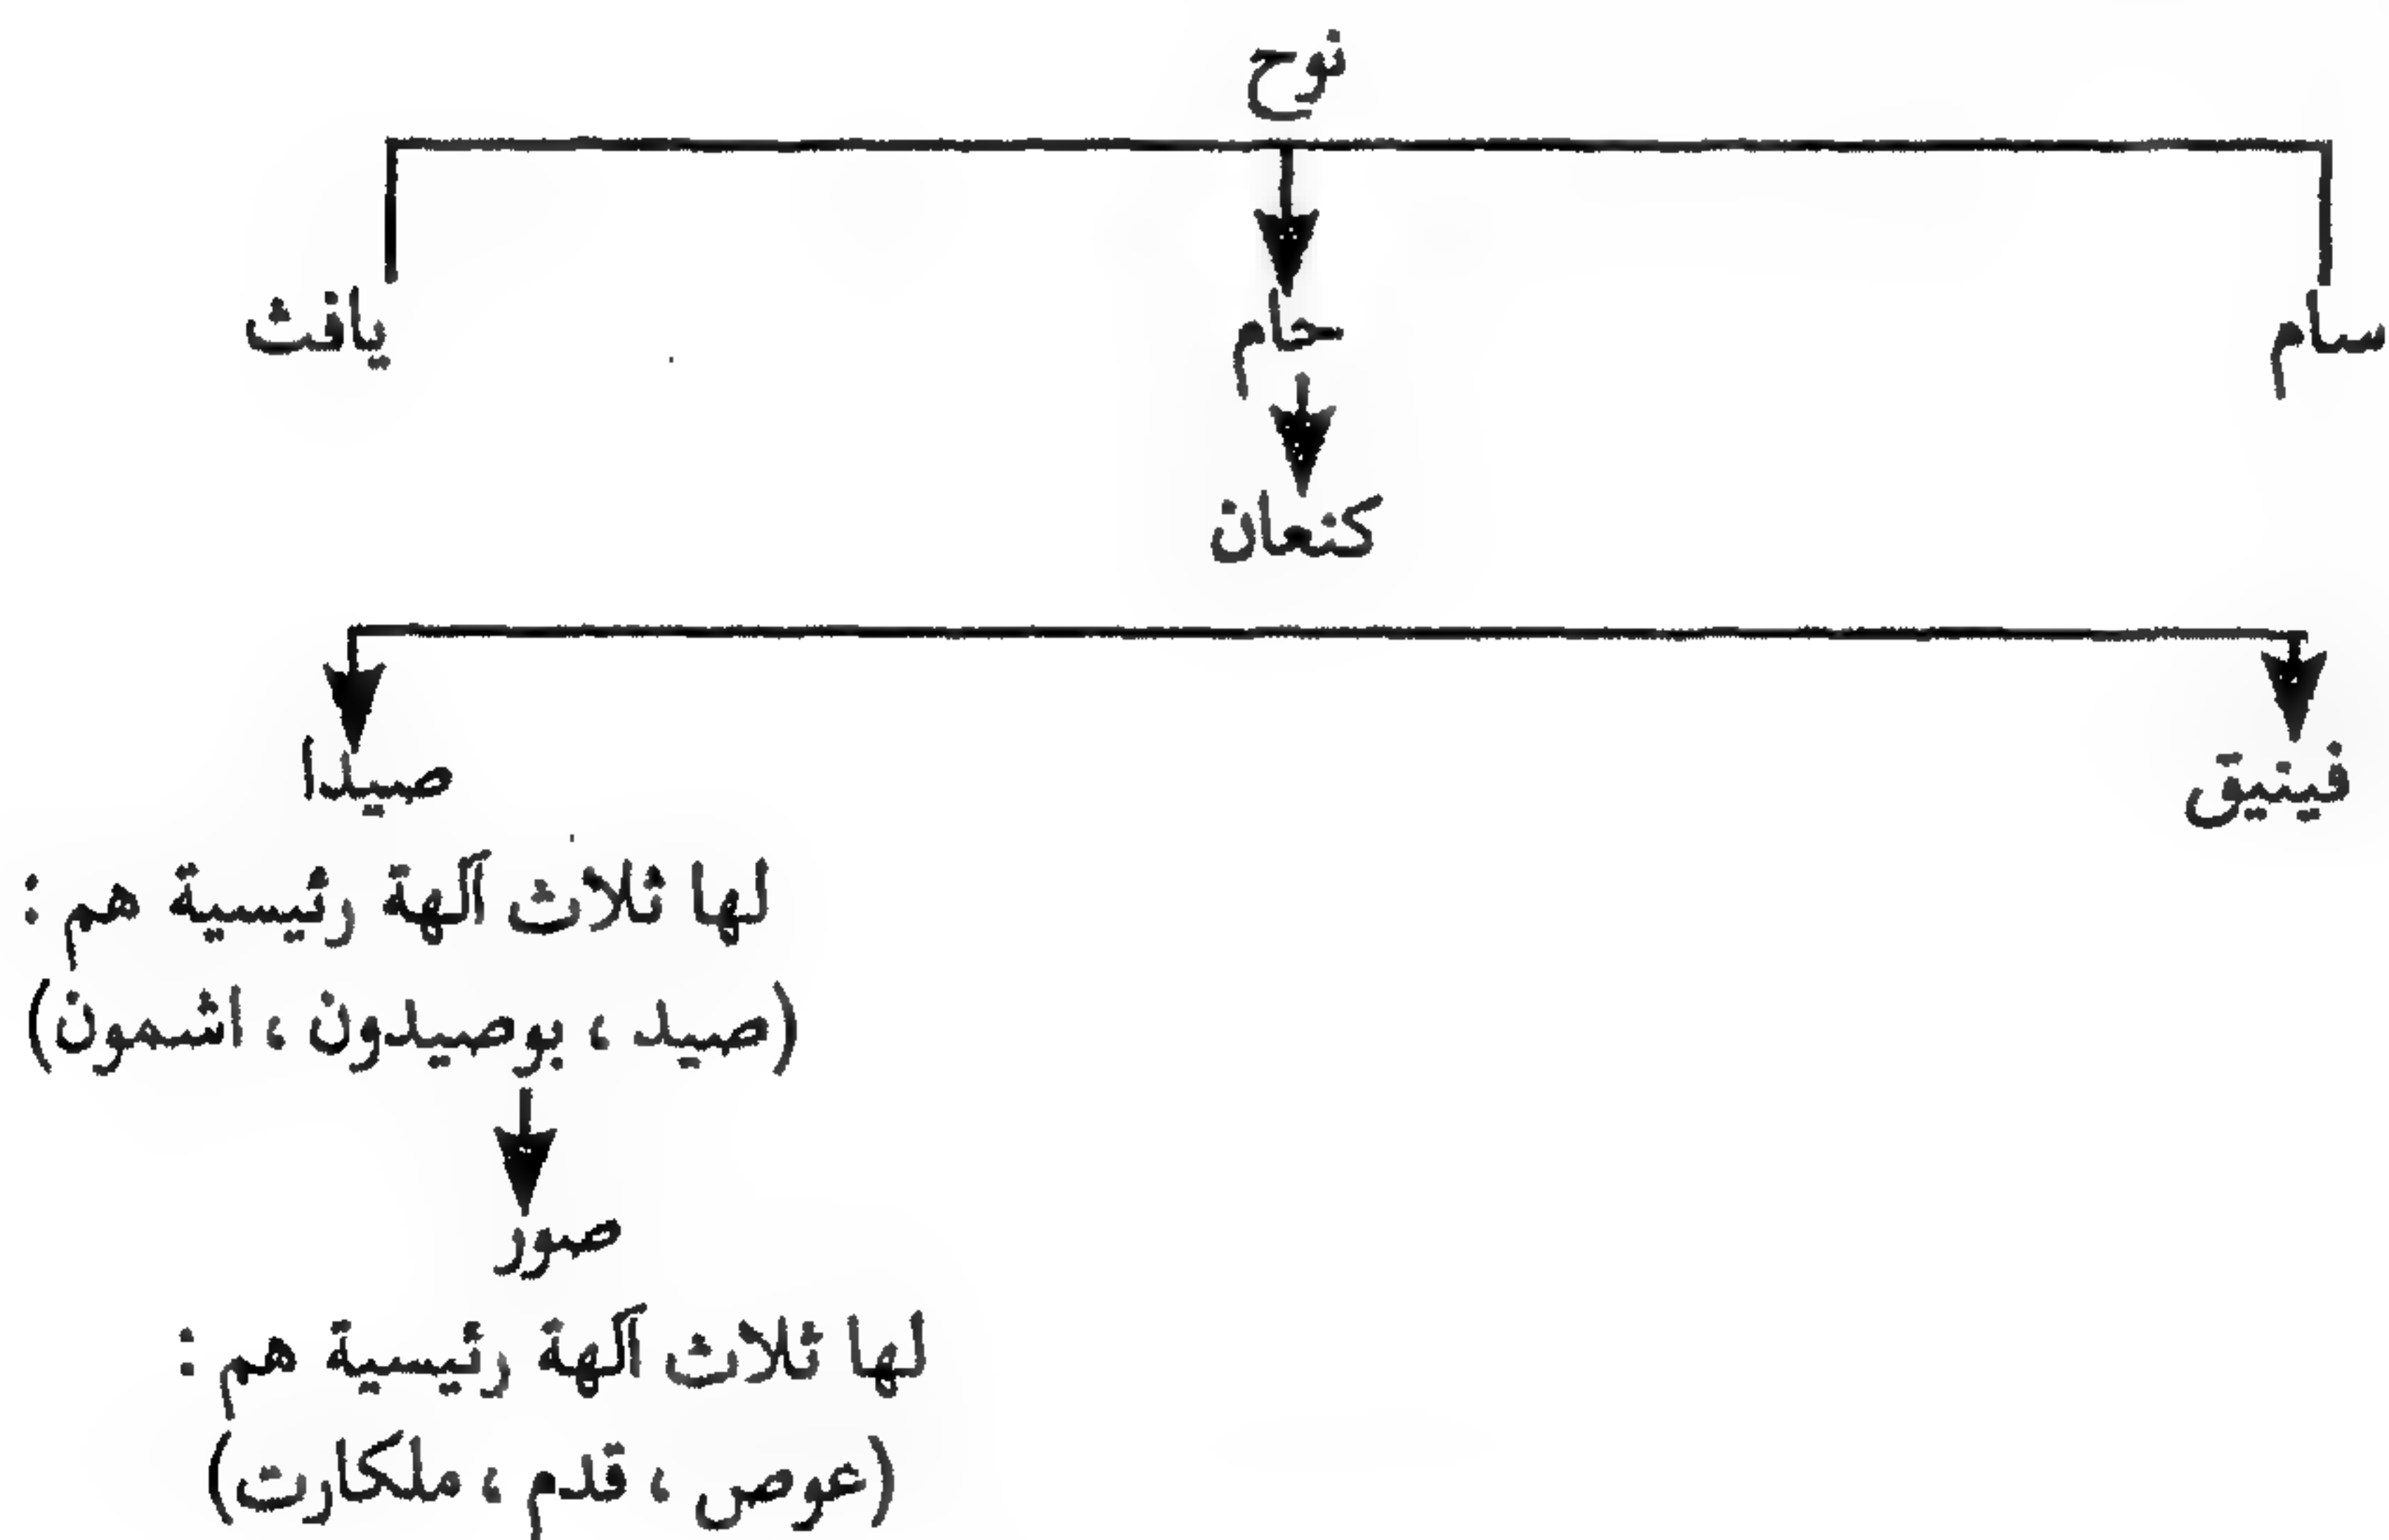 نوح
سام حام يافث
كنعان
فينيق صيدا
لها ثلاث آلهة رئيسية هم :
(صيد ، بوصيدون ، اشمون)
صور
لها ثلاث آلهة رئيسية هم :
(عوص ، قدم ، ملكارت)